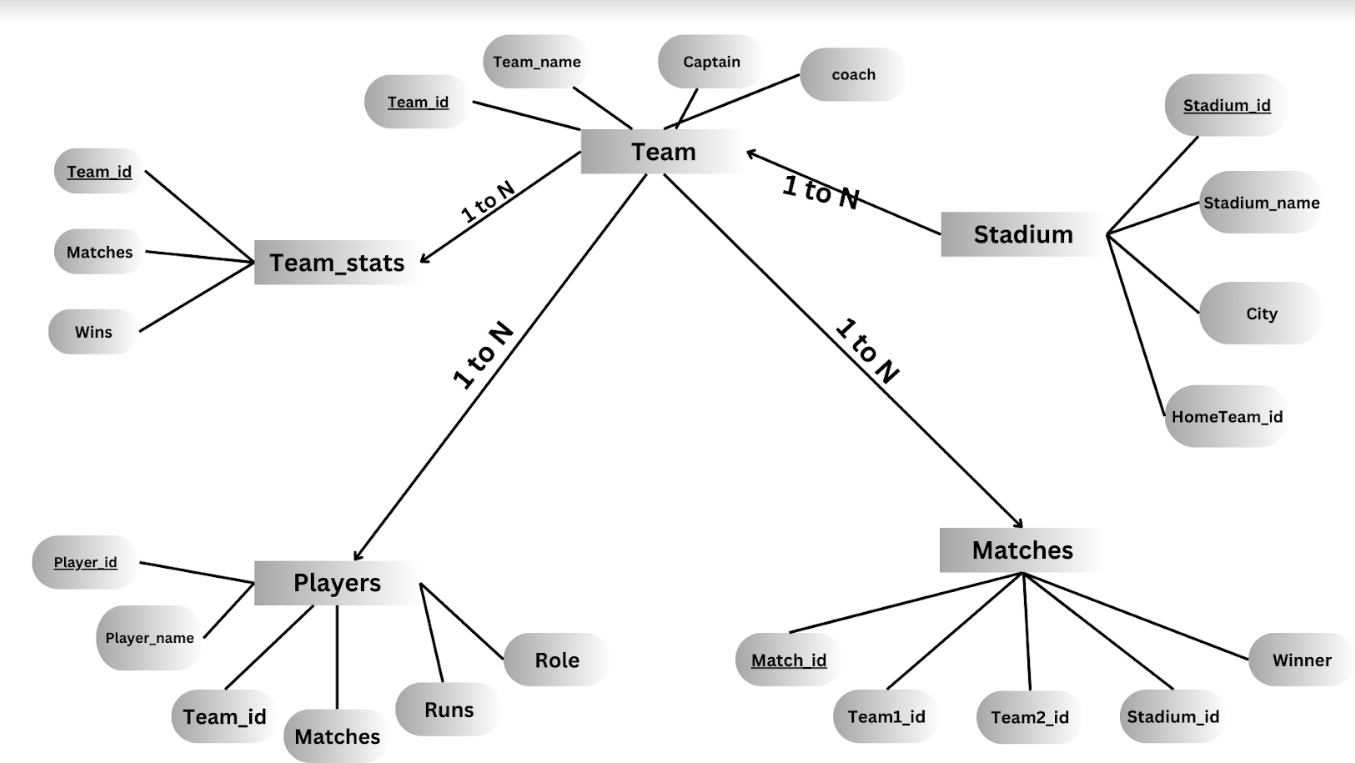 Team_name
Captain
coach
Team_id
Stadium_id
Team
Team_id
1 to N
1 to N
Stadium_name
Stadium
Matches
Team_stats
City
Wins
1 to N
1 to N
HomeTeam_id
Matches
Player_id
Players
Player_name
Role
Match_id
Winner
Team_id
Runs
Matches
Team1_id
Team2_id
Stadium_id